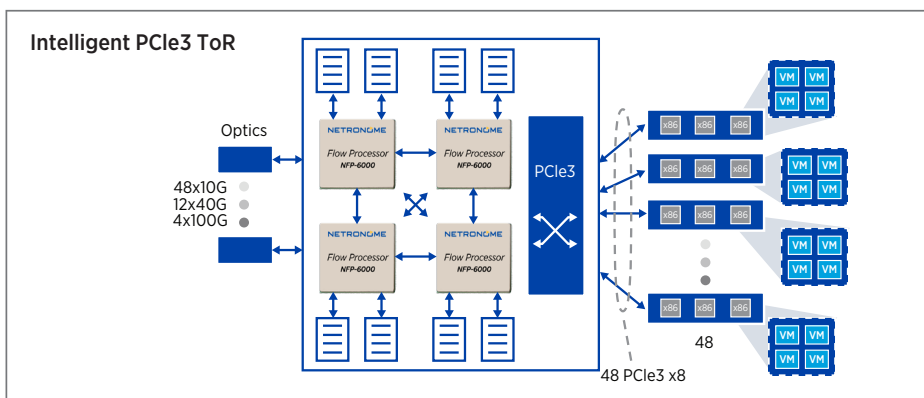 Intelligent PCIe3 ToR
Optics
48x10G
12x40G
4x100G
NETRONOME
Flow Processor
NFP-6000
NETRONOME
Flow Processor
NFP-6000
NETRONOME
Flow Processor
NFP-6000
NETRONOME
Flow Processor
NFP-6000
PCIe3
x86 x86 x86
x86 x86 x86
x86 x86 x86
x86 x86 x86
48
48 PCIe3 x8
VM VM
VM VM
VM VM
VM VM
VM VM
VM VM
VM VM
VM VM